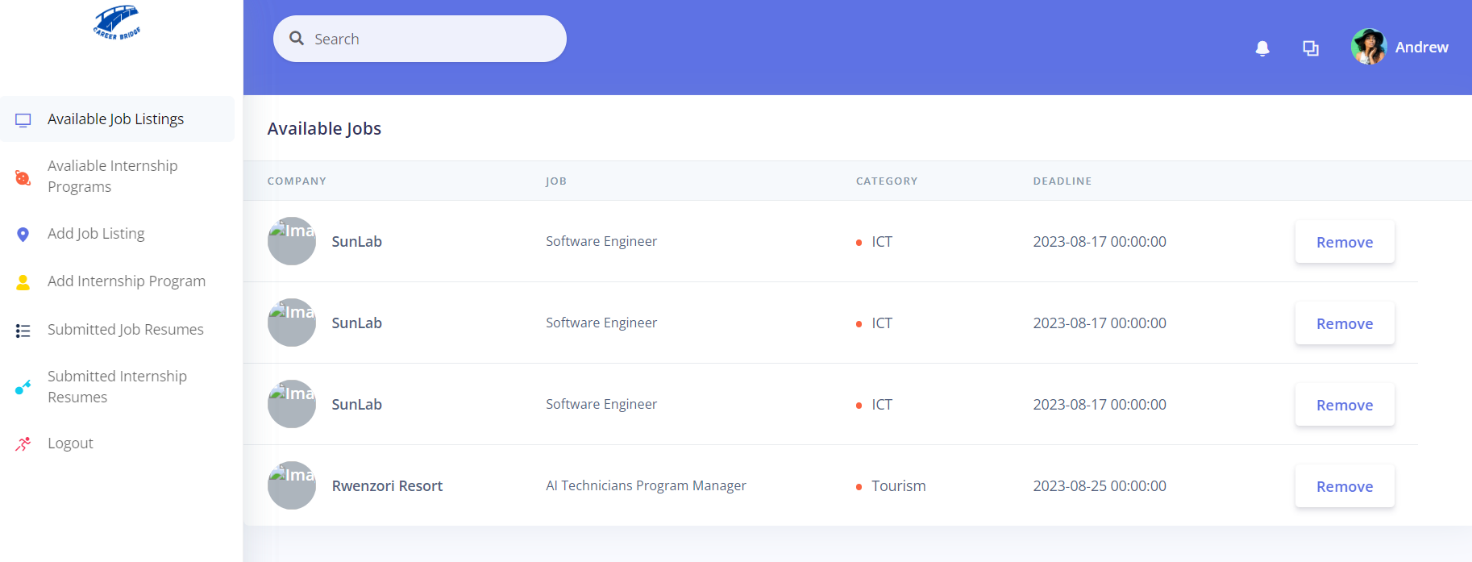 CAREER BRIDGE
Search
Andrew
Available Job Listings
Avaliable Internship
Programs
Add Job Listing
Add Internship Program
Submitted Job Resumes
Submitted Internship
Resumes
Logout
Available Jobs
COMPANY JOB CATEGORY DEADLINE
Ima SunLab Software Engineer ICT 2023-08-17 00:00:00 Remove
Ima SunLab Software Engineer ICT 2023-08-17 00:00:00 Remove
Ima SunLab Software Engineer ICT 2023-08-17 00:00:00 Remove
Ima Rwenzori Resort AI Technicians Program Manager Tourism 2023-08-25 00:00:00 Remove